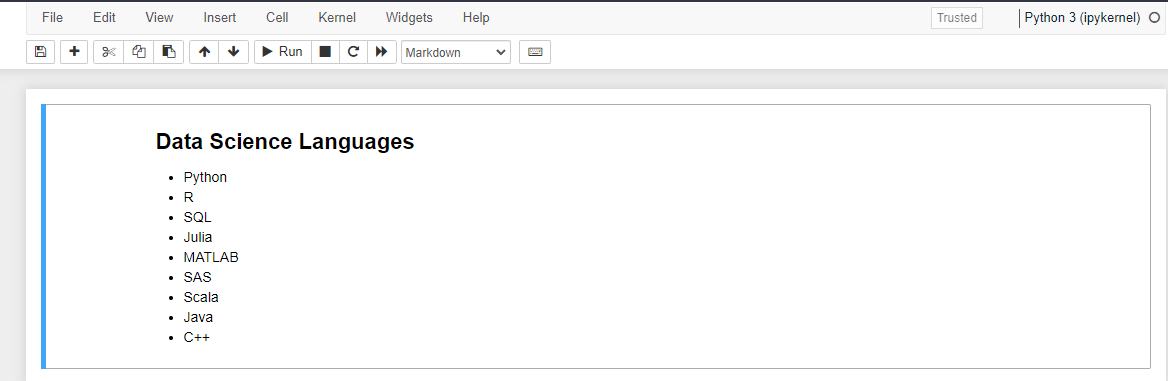 File Edit View Insert Cell Kernel Widgets Help Trusted Python 3 (ipykernel)
Run Markdown
Data Science Languages
Python
R
SQL
Julia
MATLAB
SAS
Scala
Java
C++